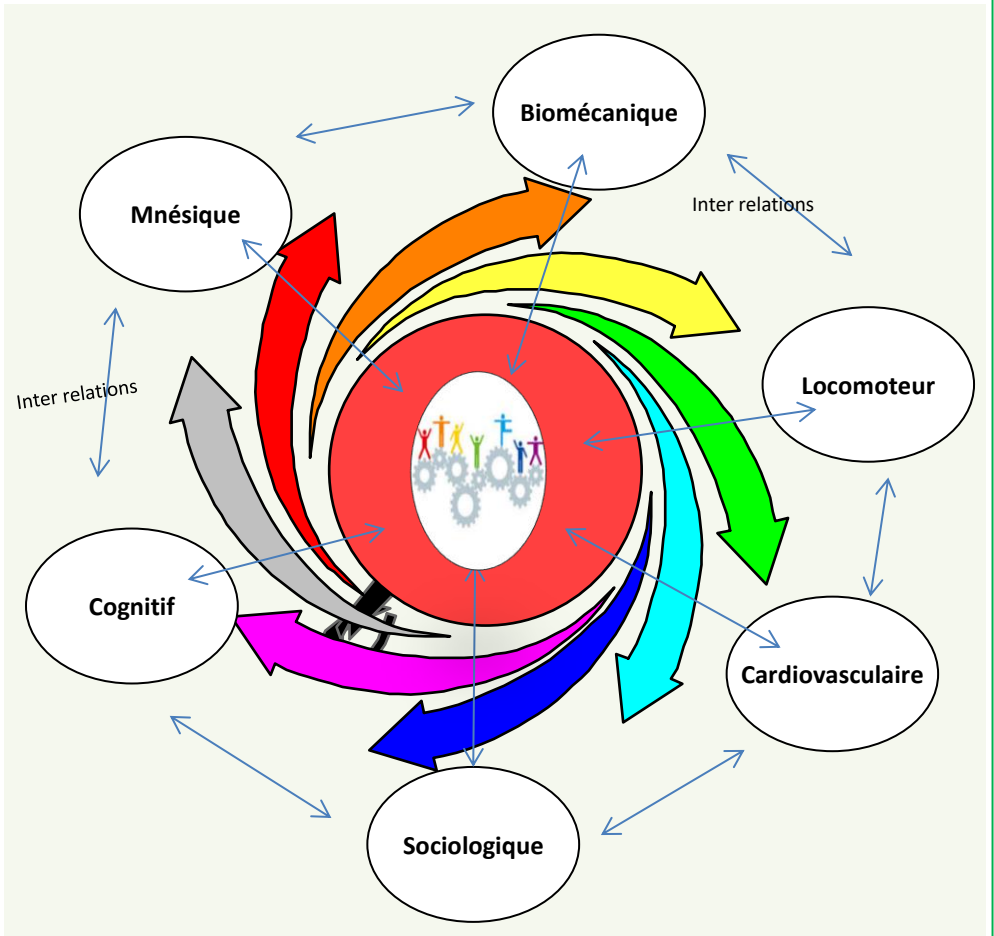 Biomécanique
Mnésique
Inter relations
Locomoteur
Inter relations
Cognitif
Cardiovasculaire
Sociologique